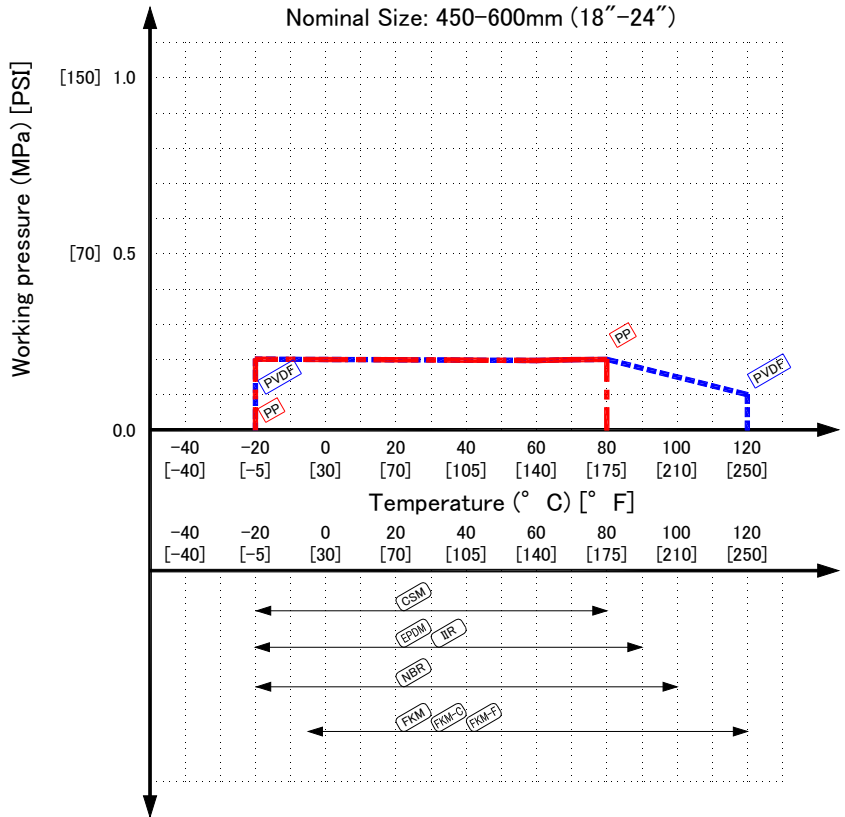 Nominal Size: 450-600mm (18"-24")
Working pressure (MPa) [PSI]
[150] 1.0
[70] 0.5
0.0
PP
PVDF
PVDF
PP
-40 -20 0 20 40 60 80 100 120
[-40] [-5] [30] [70] [105] [140] [175] [210] [250]
Temperature (° C) [° F]
-40 -20 0 20 40 60 80 100 120
[-40] [-5] [30] [70] [105] [140] [175] [210] [250]
CSM
EPDM IIR
NBR
FKM FKM-C FKM-F